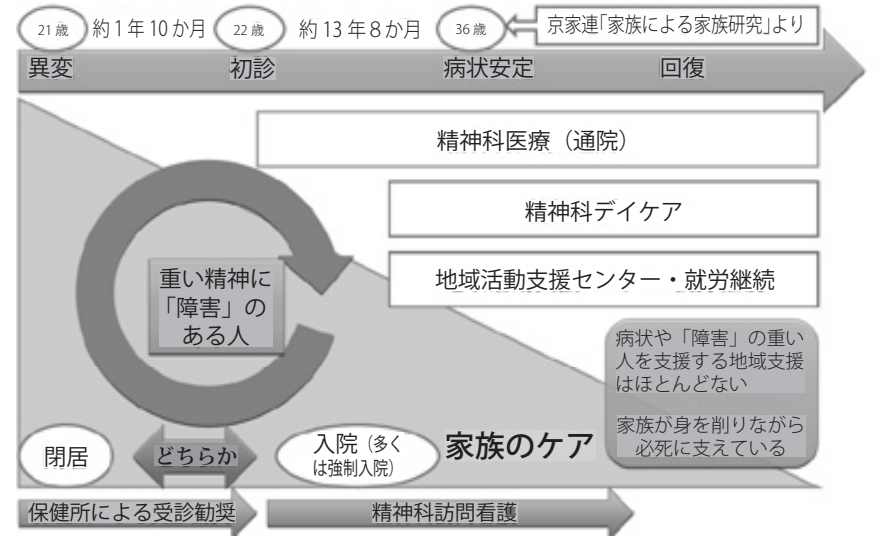 21歳 約1年10か月 22歳 約13年8か月 36歳 京家連「家族による家族研究」より
異変 初診 病状安定 回復
精神科医療（通院）
精神科デイケア
地域活動支援センター・就労継続
重い精神に
「障害」の
ある人
病状や「障害」の重い
人を支援する地域支援
はほとんどない
家族が身を削りながら
必死に支えている
閉居 どちらか 入院（多く
は強制入院）
家族のケア
保健所による受診勧奨 精神科訪問看護